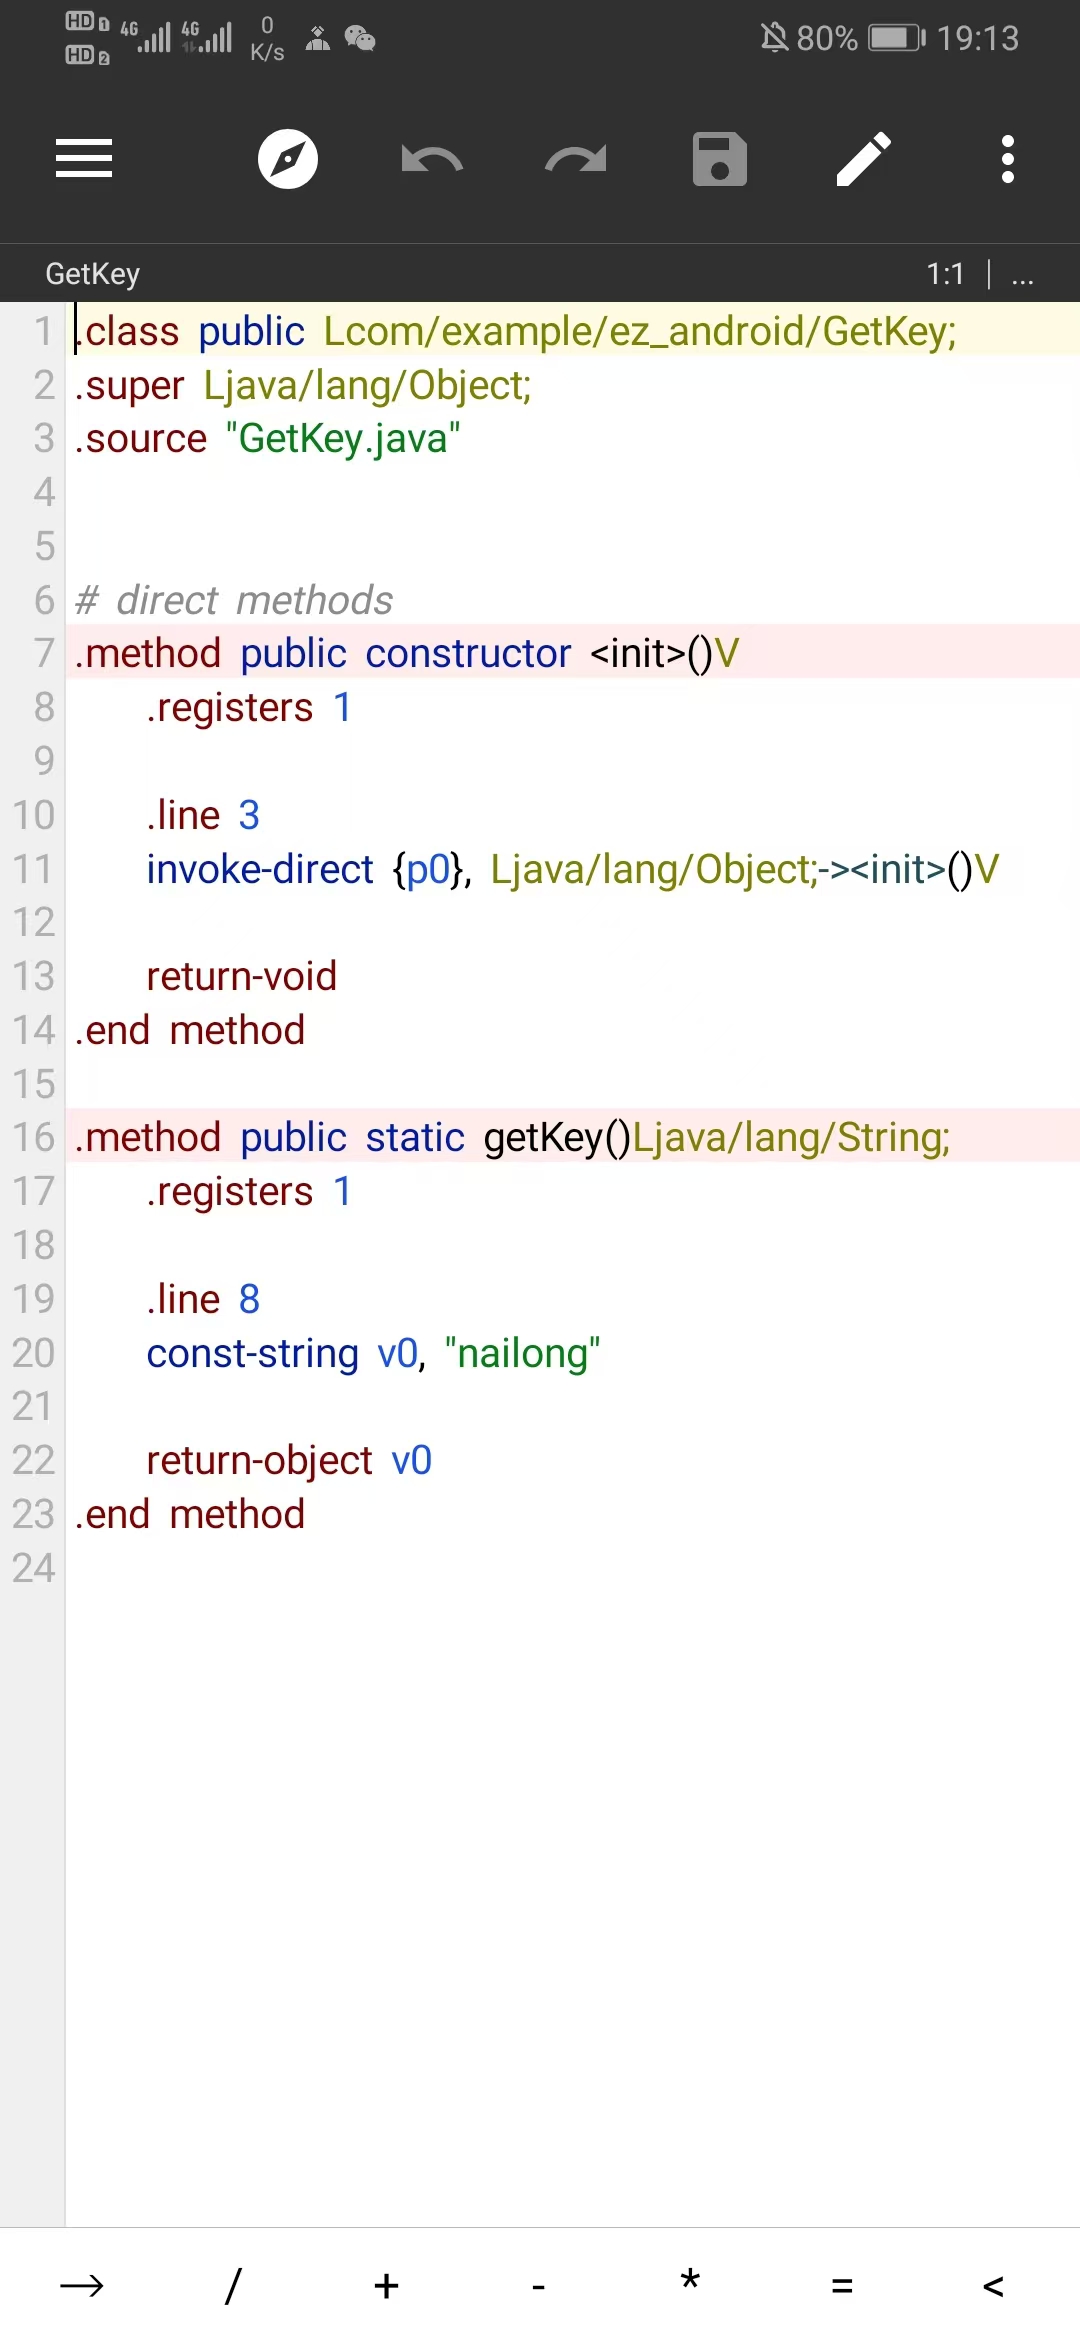 HD 1 4G 4G 0 K/s 80% 19:13
HD 2
GetKey 1:1 | ...
1 .class public Lcom/example/ez_android/GetKey;
2 .super Ljava/lang/Object;
3 .source "GetKey.java"
4
5
6 # direct methods
7 .method public constructor <init>()V
8 .registers 1
9
10 .line 3
11 invoke-direct {p0}, Ljava/lang/Object;-><init>()V
12
13 return-void
14 .end method
15
16 .method public static getKey()Ljava/lang/String;
17 .registers 1
18
19 .line 8
20 const-string v0, "nailong"
21
22 return-object v0
23 .end method
24
→ / + - * = <